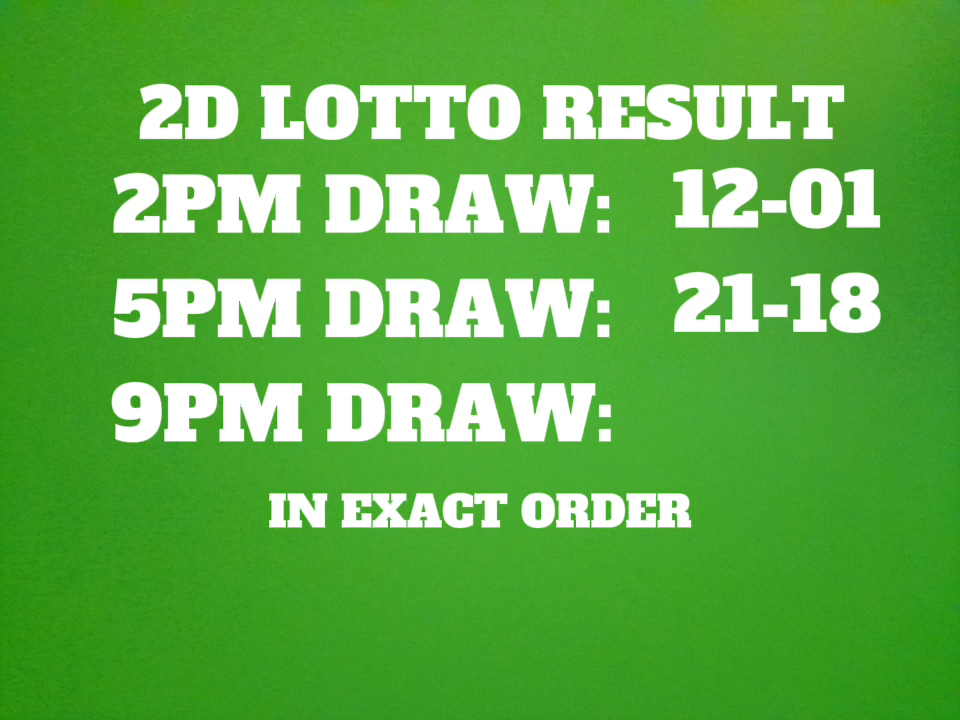 2D LOTTO RESULT
2PM DRAW: 12-01
5PM DRAW: 21-18
9PM DRAW:
IN EXACT ORDER